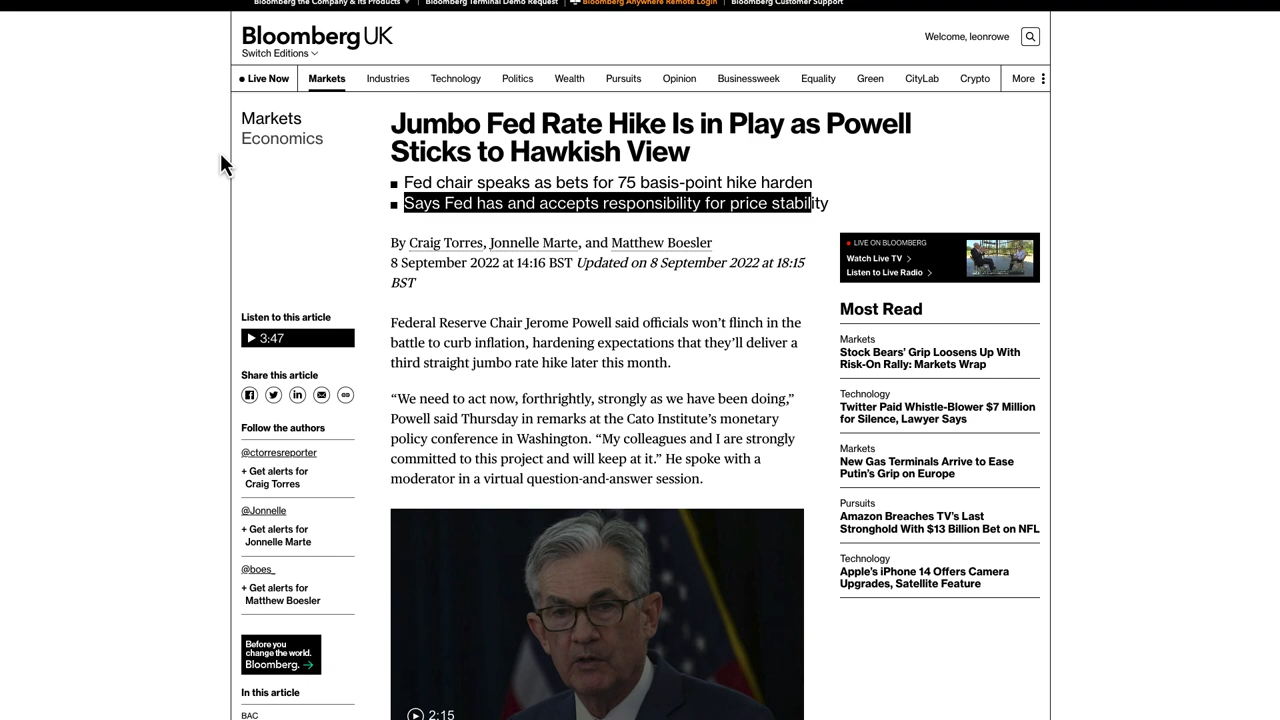 Bloomberg the Company & Its Products
Bloomberg Terminal Demo Request
Bloomberg Anywhere Remote Login
Bloomberg Customer Support
Bloomberg UK
Switch Editions
Welcome, leonrowe
Live Now
Markets
Industries
Technology
Politics
Wealth
Pursuits
Opinion
Businessweek
Equality
Green
CityLab
Crypto
More
Markets
Economics
Jumbo Fed Rate Hike Is in Play as Powell
Sticks to Hawkish View
Fed chair speaks as bets for 75 basis-point hike harden
Says Fed has and accepts responsibility for price stability
By Craig Torres, Jonnelle Marte, and Matthew Boesler
8 September 2022 at 14:16 BST Updated on 8 September 2022 at 18:15
BST
Listen to this article
3:47
Share this article
Follow the authors
@ctorresreporter
+ Get alerts for
Craig Torres
@Jonnelle
+ Get alerts for
Jonnelle Marte
@boes_
+ Get alerts for
Matthew Boesler
Before you
change the world.
Bloomberg.
In this article
BAC
Federal Reserve Chair Jerome Powell said officials won’t flinch in the
battle to curb inflation, hardening expectations that they’ll deliver a
third straight jumbo rate hike later this month.
“We need to act now, forthrightly, strongly as we have been doing,”
Powell said Thursday in remarks at the Cato Institute’s monetary
policy conference in Washington. “My colleagues and I are strongly
committed to this project and will keep at it.” He spoke with a
moderator in a virtual question-and-answer session.
2:15
LIVE ON BLOOMBERG
Watch Live TV
Listen to Live Radio
Most Read
Markets
Stock Bears’ Grip Loosens Up With
Risk-On Rally: Markets Wrap
Technology
Twitter Paid Whistle-Blower $7 Million
for Silence, Lawyer Says
Markets
New Gas Terminals Arrive to Ease
Putin’s Grip on Europe
Pursuits
Amazon Breaches TV’s Last
Stronghold With $13 Billion Bet on NFL
Technology
Apple’s iPhone 14 Offers Camera
Upgrades, Satellite Feature